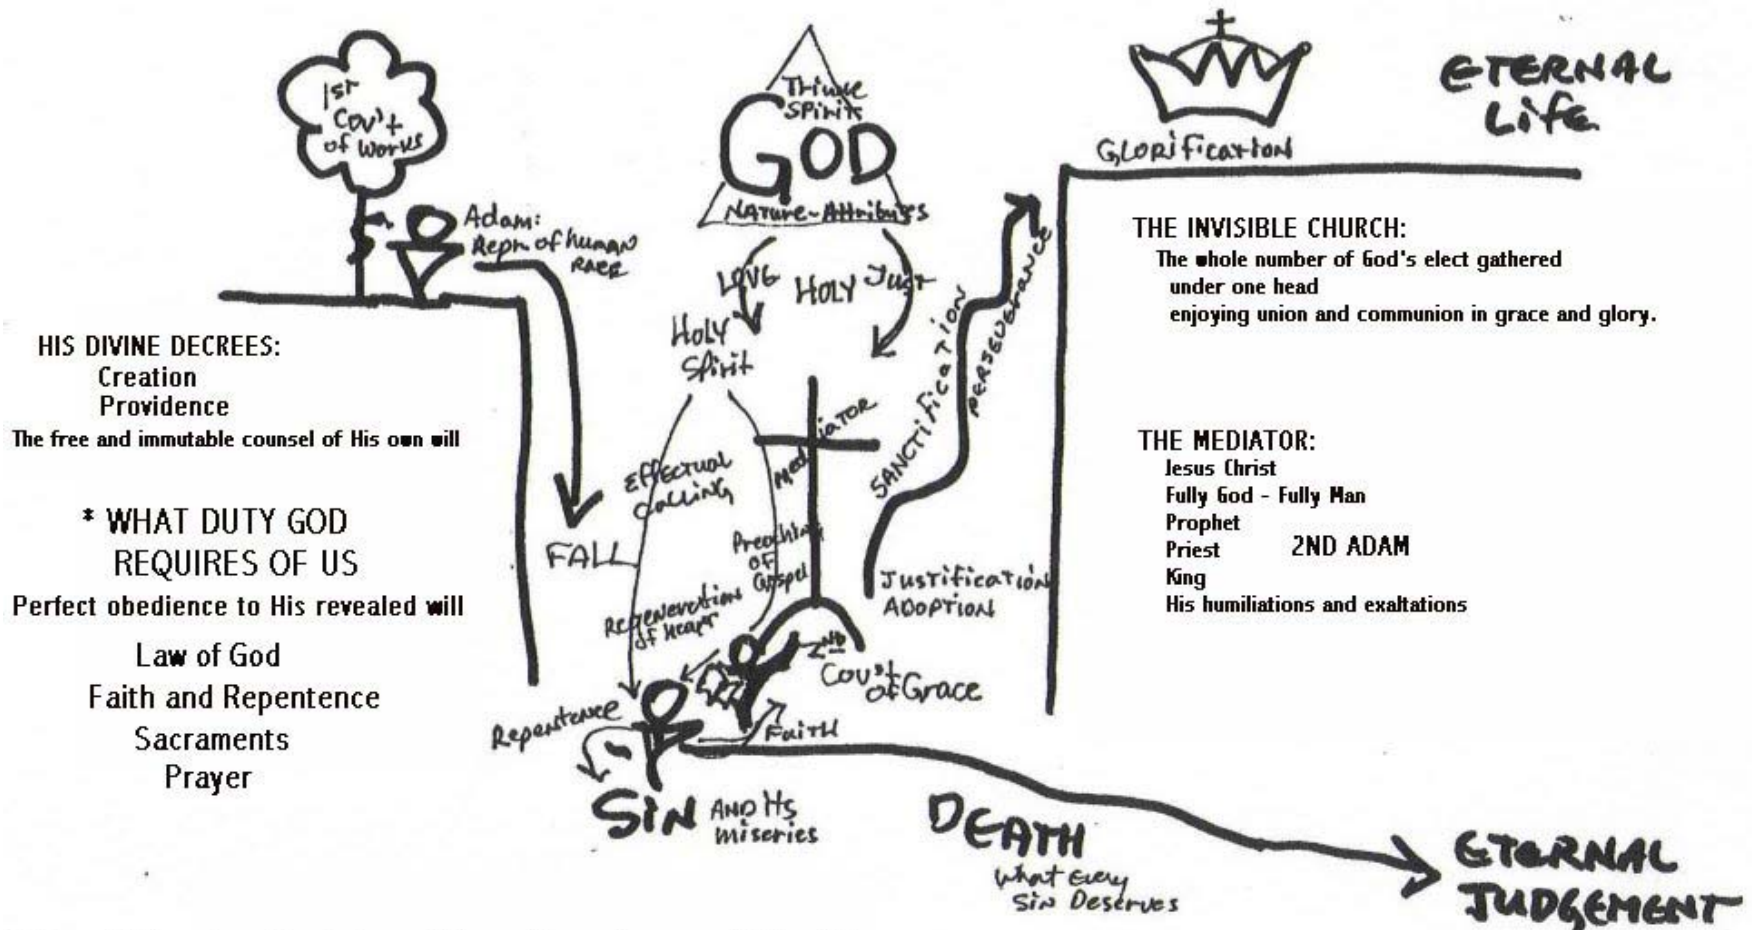 1st
Cov't
of Works
Adam:
Repr. of human
RACE
Triune
Spirit
GOD
NATURE-Attributes
LOVE
HOLY
JUST
HOLY
Spirit
GLORIFICATION
ETERNAL
LIFE
HIS DIVINE DECREES:
Creation
Providence
The free and immutable counsel of His own will
* WHAT DUTY GOD
REQUIRES OF US
Perfect obedience to His revealed will
Law of God
Faith and Repentence
Sacraments
Prayer
FALL
EFFECTUAL
CALLING
Mediator
Preaching
OF
Gospel
Regeneration
of Heart
SANCTIFICATION
PERSEVERANCE
JUSTIFICATION
ADOPTION
2ND
Cov't
of Grace
Repentance
FAITH
SIN AND ITS
miseries
DEATH
What Every
Sin Deserves
ETERNAL
JUDGEMENT
THE INVISIBLE CHURCH:
The whole number of God's elect gathered
under one head
enjoying union and communion in grace and glory.
THE MEDIATOR:
Jesus Christ
Fully God - Fully Man
Prophet
Priest 2ND ADAM
King
His humiliations and exaltations